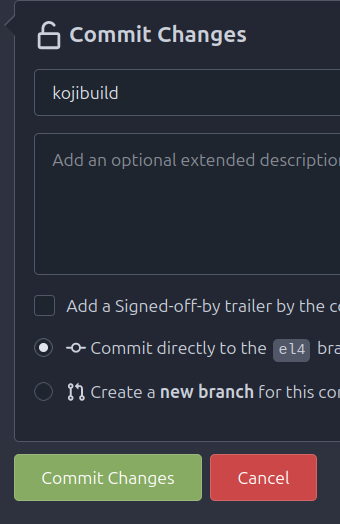 Commit Changes
kojibuild
Add an optional extended description
Add a Signed-off-by trailer by the
Commit directly to the el4
Create a new branch for this
Commit Changes
Cancel